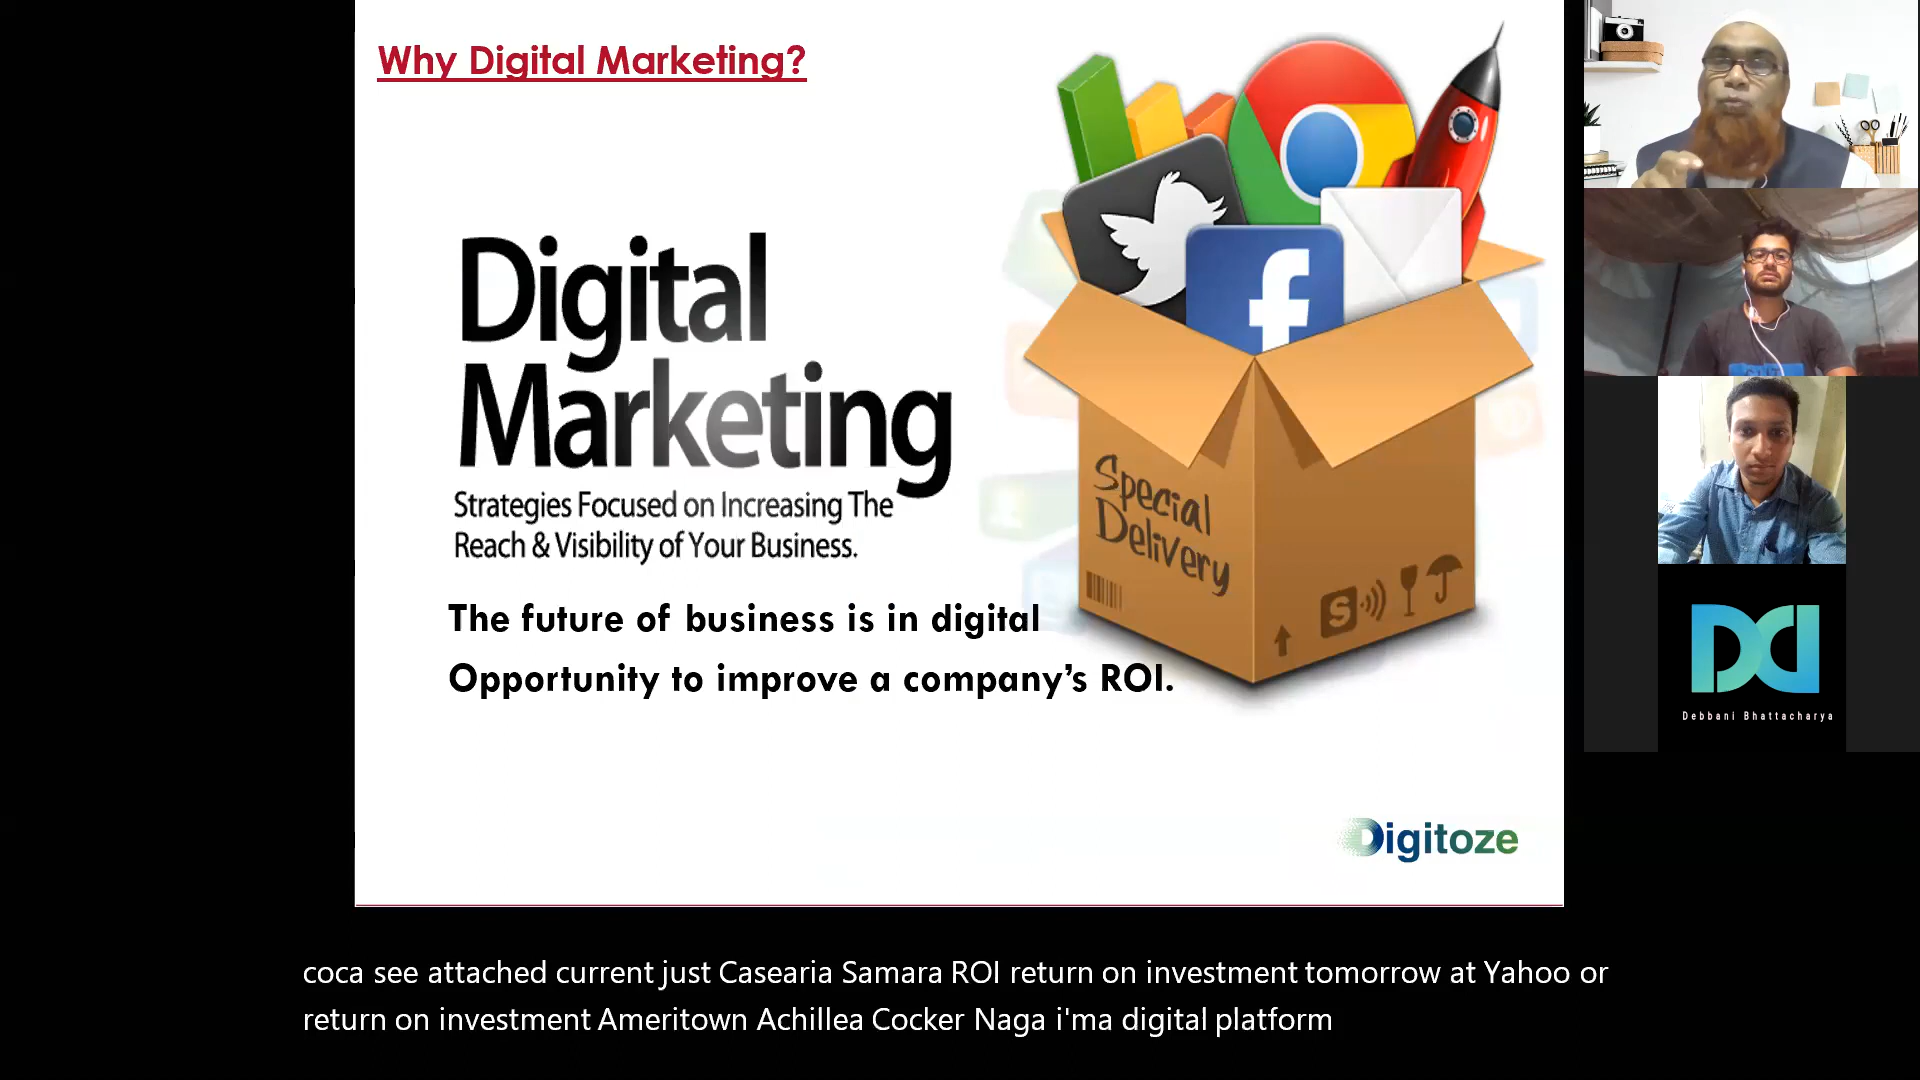 Why Digital Marketing?
Digital
Marketing
Strategies Focused on Increasing The
Reach & Visibility of Your Business.
The future of business is in digital
Opportunity to improve a company's ROI.
Special
Delivery
S
f
Digitoze
DD
Debbani Bhattacharya
coca see attached current just Casearia Samara ROI return on investment tomorrow at Yahoo or
return on investment Ameritown Achillea Cocker Naga i'ma digital platform